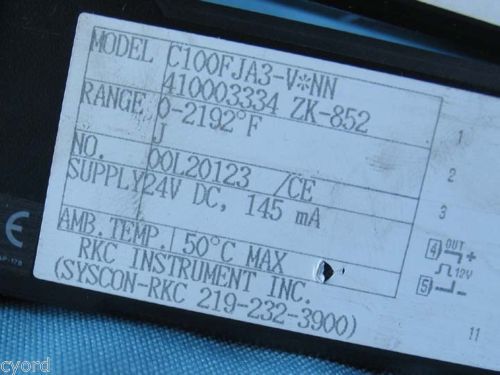 MODEL C100FJA3-V*NN
410003334 ZK-852
RANGE 0-2192°F
J
NO. 00L20123 /CE
SUPPLY 24V DC, 145 mA
AMB.TEMP. 50°C MAX
RKC INSTRUMENT INC.
(SYSCON-RKC 219-232-3900)
1
2
3
4 OUT +
12V
5 -
11
CE
cyord
cyord